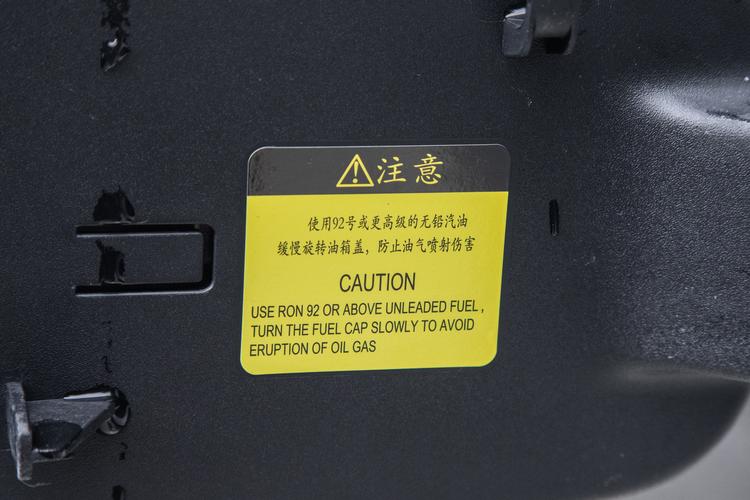 注意
使用92号或更高级的无铅汽油
缓慢旋转油箱盖，防止油气喷射伤害
CAUTION
USE RON 92 OR ABOVE UNLEADED FUEL,
TURN THE FUEL CAP SLOWLY TO AVOID
ERUPTION OF OIL GAS